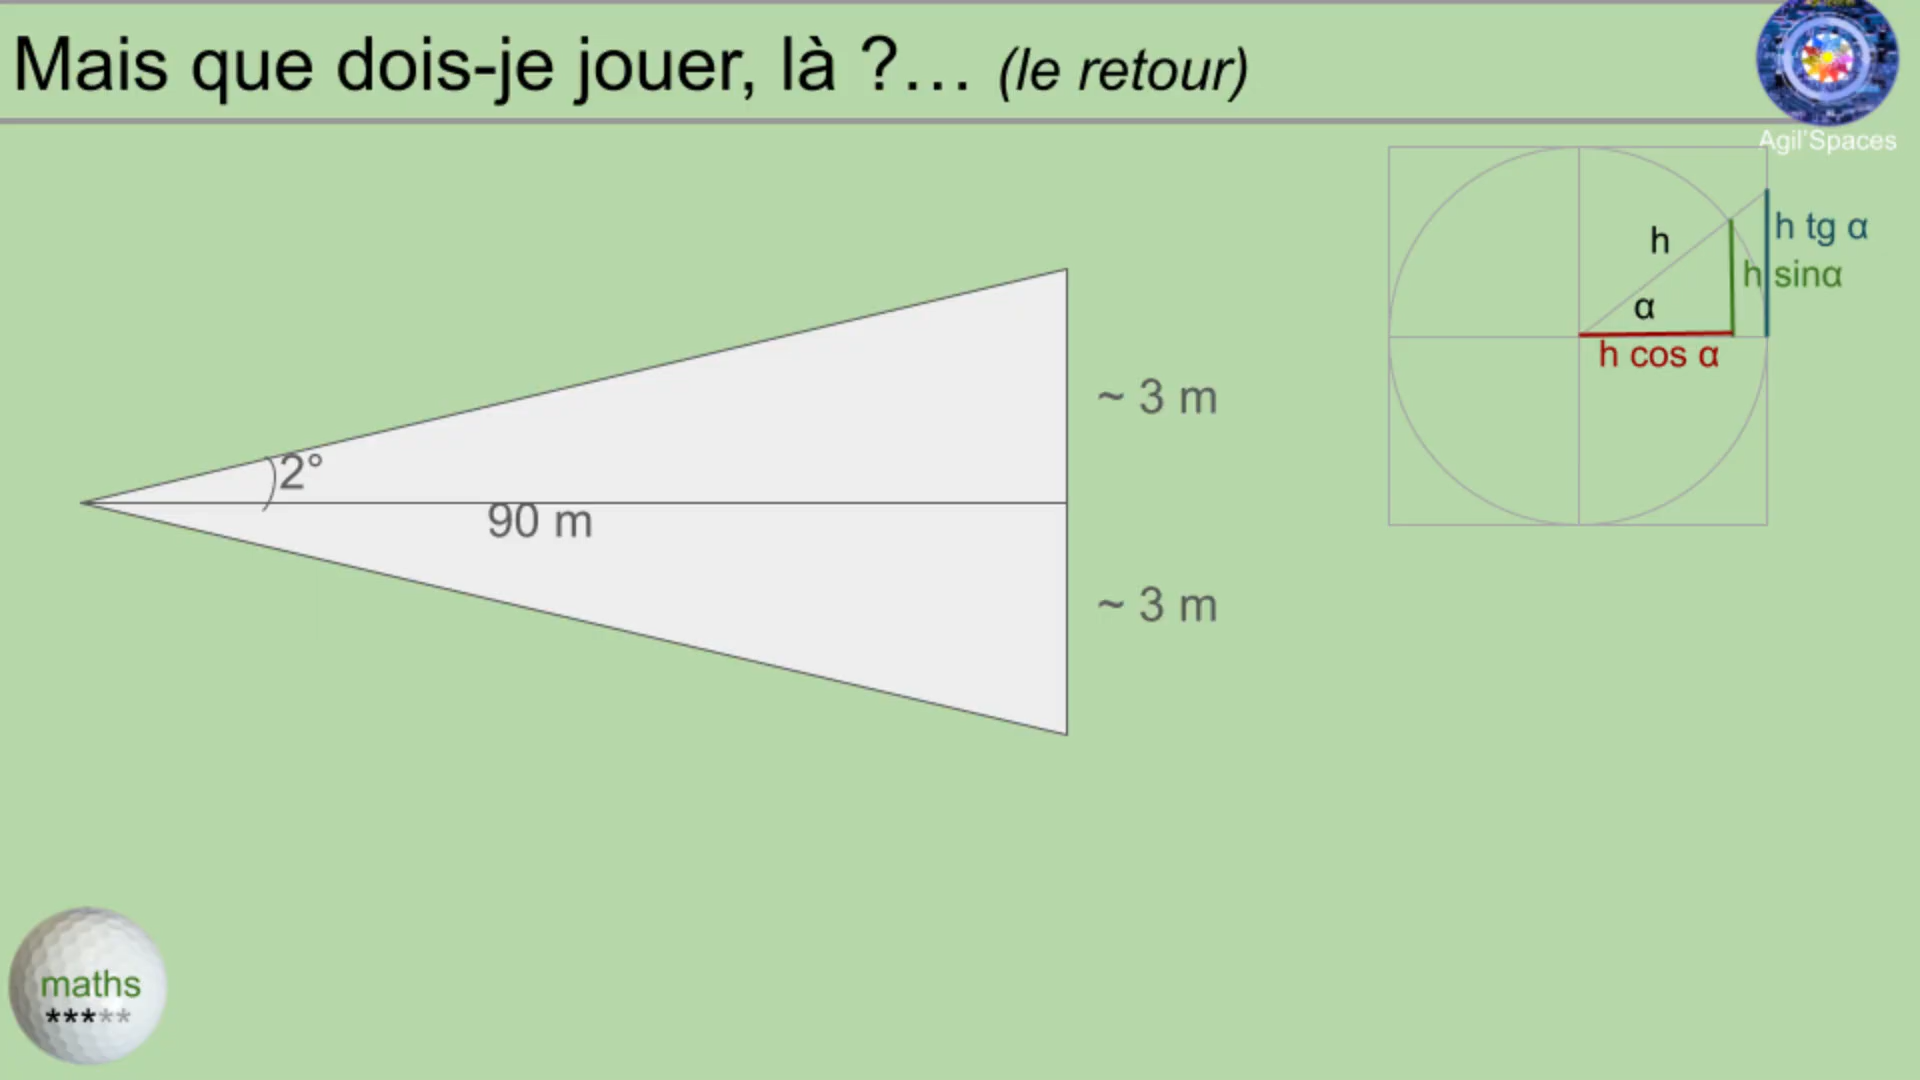 Mais que dois-je jouer, là ?… (le retour)
Agil'Spaces
h
h tg α
h sinα
α
h cos α
~ 3 m
2°
90 m
~ 3 m
maths
*****